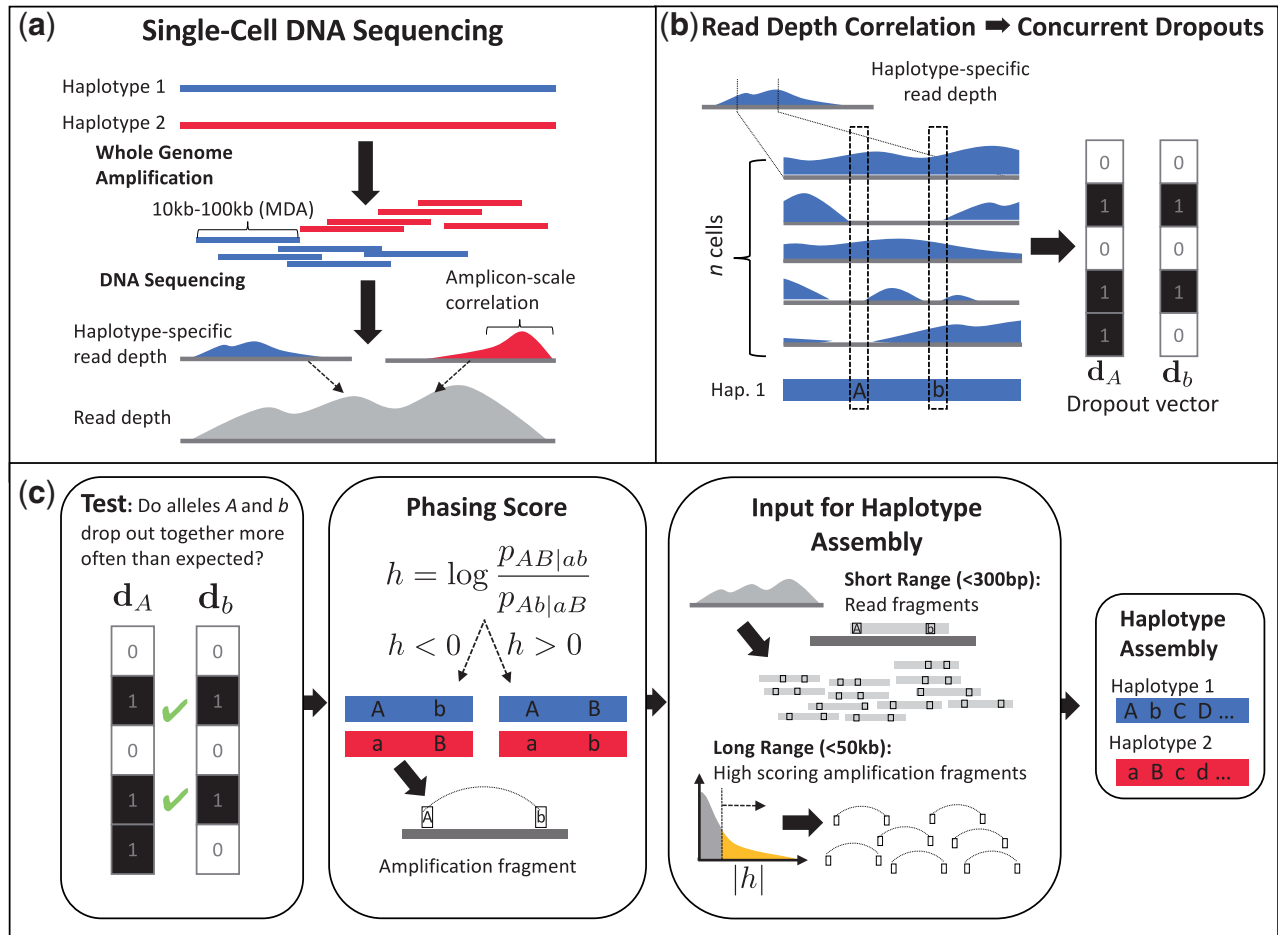 (a)
Single-Cell DNA Sequencing
Haplotype 1
Haplotype 2
Whole Genome
Amplification
10kb-100kb (MDA)
DNA Sequencing
Amplicon-scale
correlation
Haplotype-specific
read depth
Read depth
(b) Read Depth Correlation ➡ Concurrent Dropouts
Haplotype-specific
read depth
n cells
0 0
1 1
0 0
1 1
1 0
Hap. 1
A b
d_A d_b
Dropout vector
(c)
Test: Do alleles A and b
drop out together more
often than expected?
d_A d_b
0 0
1 ✓ 1
0 0
1 ✓ 1
1 0
Phasing Score
h = log p_{AB|ab} / p_{Ab|aB}
h < 0 h > 0
A b A B
a B a b
A b
Amplification fragment
Input for Haplotype
Assembly
Short Range (<300bp):
Read fragments
A b
Long Range (<50kb):
High scoring amplification fragments
|h|
Haplotype
Assembly
Haplotype 1
A b C D ...
Haplotype 2
a B c d ...